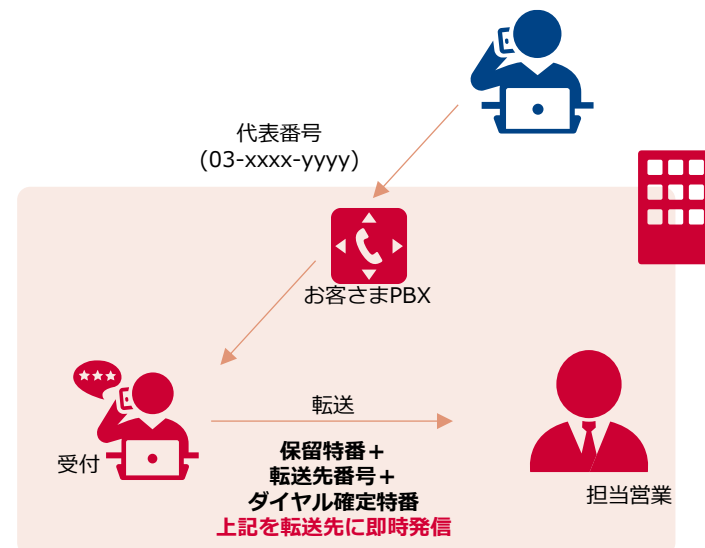 代表番号
(03-xxxx-yyyy)
お客さまPBX
転送
受付
保留特番＋
転送先番号＋
ダイヤル確定特番
上記を転送先に即時発信
担当営業